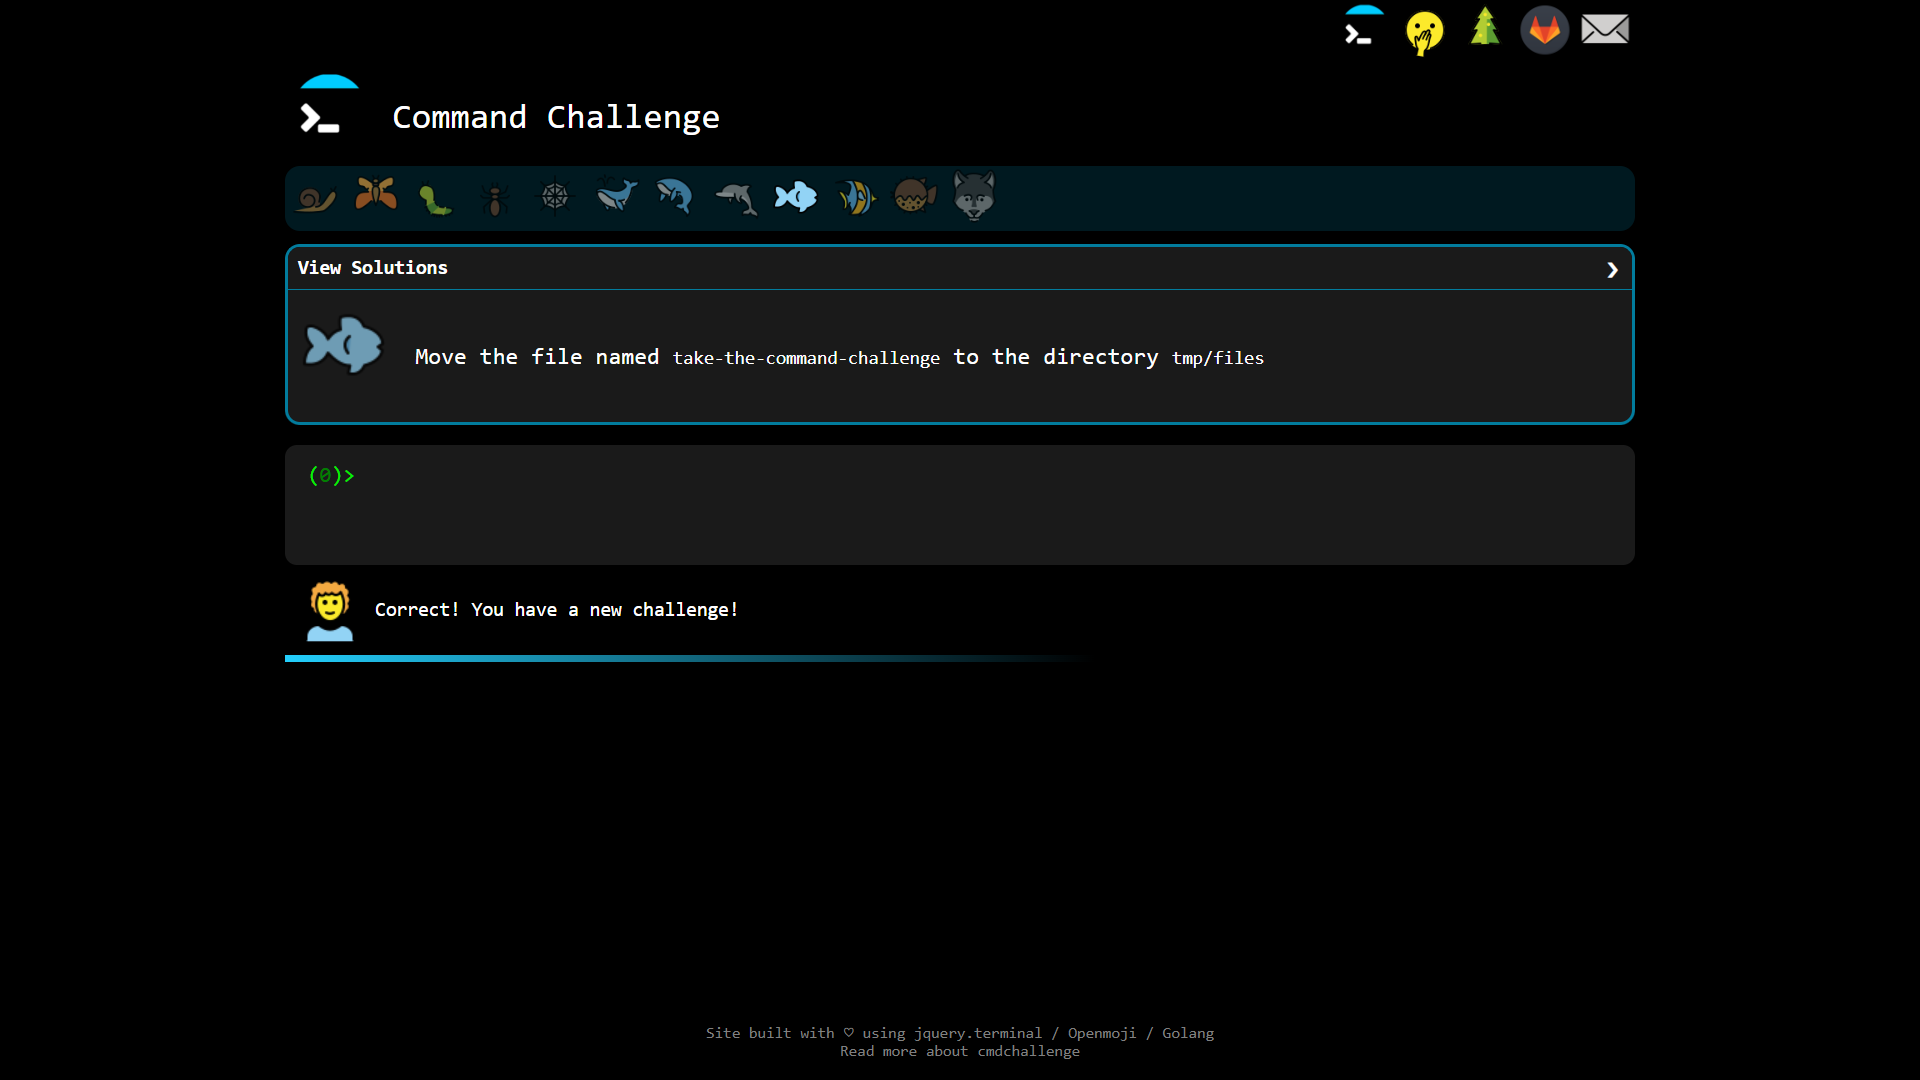 Command Challenge
View Solutions
Move the file named take-the-command-challenge to the directory tmp/files
(0)>
Correct! You have a new challenge!
Site built with ♡ using jquery.terminal / Openmoji / Golang
Read more about cmdchallenge